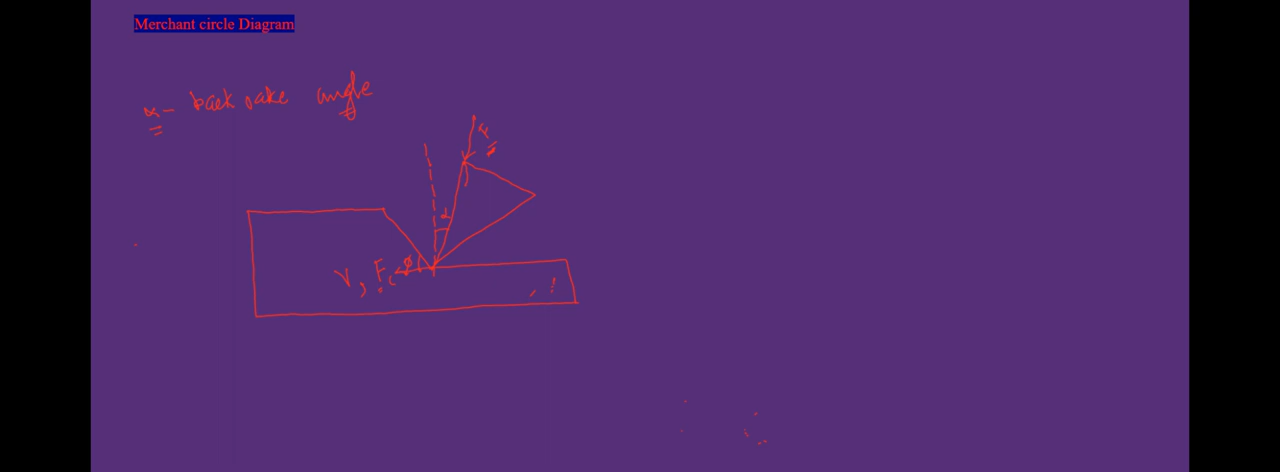 Merchant circle Diagram
α - back rake angle
α
V, Fc
φ